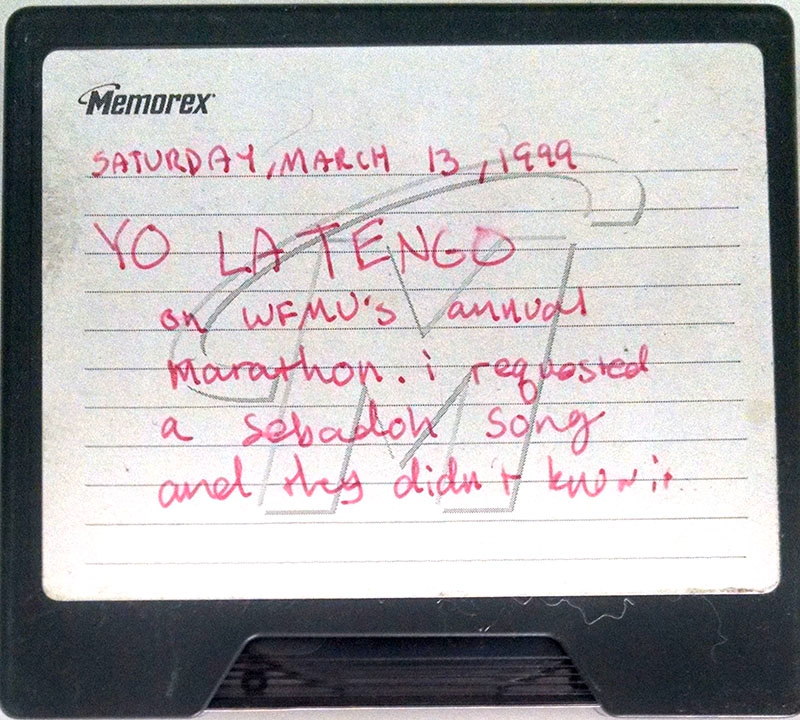 Memorex
SATURDAY, MARCH 13, 1999
YO LA TENGO
on WFMU's annual
marathon. i requested
a sebadoh song
and they didn't know it.